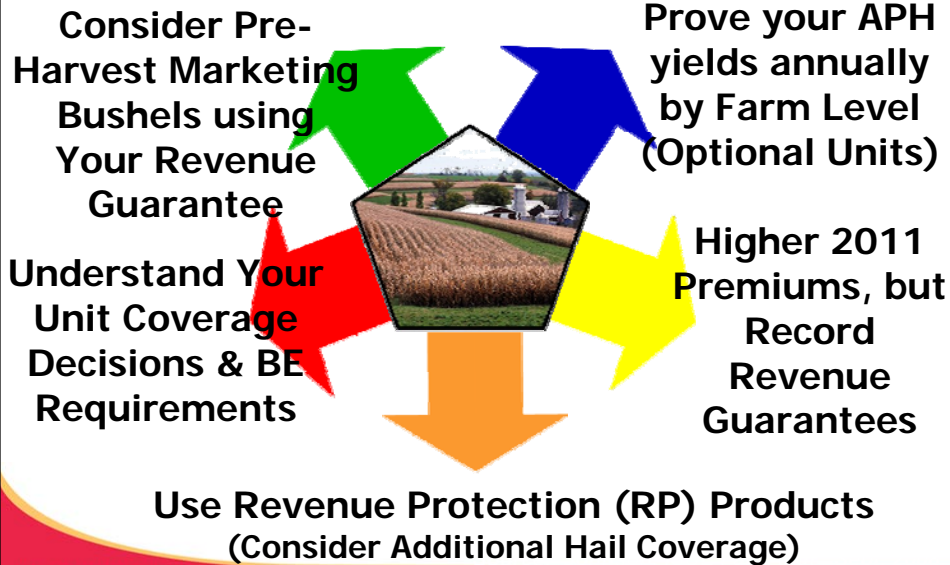 Consider Pre-
Harvest Marketing
Bushels using
Your Revenue
Guarantee
Prove your APH
yields annually
by Farm Level
(Optional Units)
Understand Your
Unit Coverage
Decisions & BE
Requirements
Higher 2011
Premiums, but
Record
Revenue
Guarantees
Use Revenue Protection (RP) Products
(Consider Additional Hail Coverage)